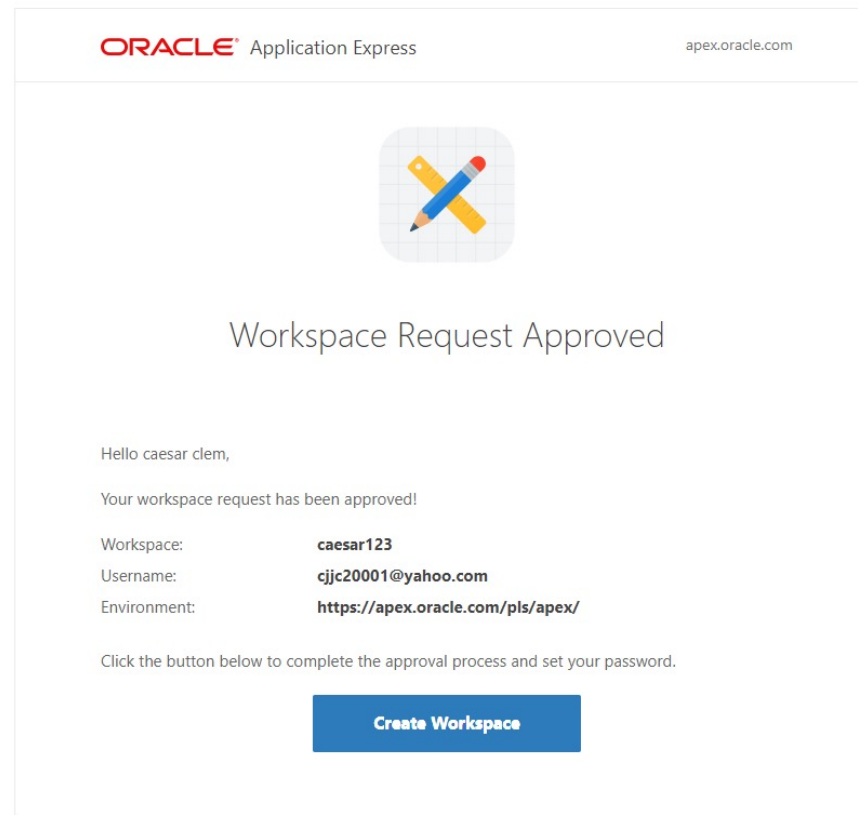 ORACLE® Application Express apex.oracle.com
Workspace Request Approved
Hello caesar clem,
Your workspace request has been approved!
Workspace: caesar123
Username: cjjc20001@yahoo.com
Environment: https://apex.oracle.com/pls/apex/
Click the button below to complete the approval process and set your password.
Create Workspace